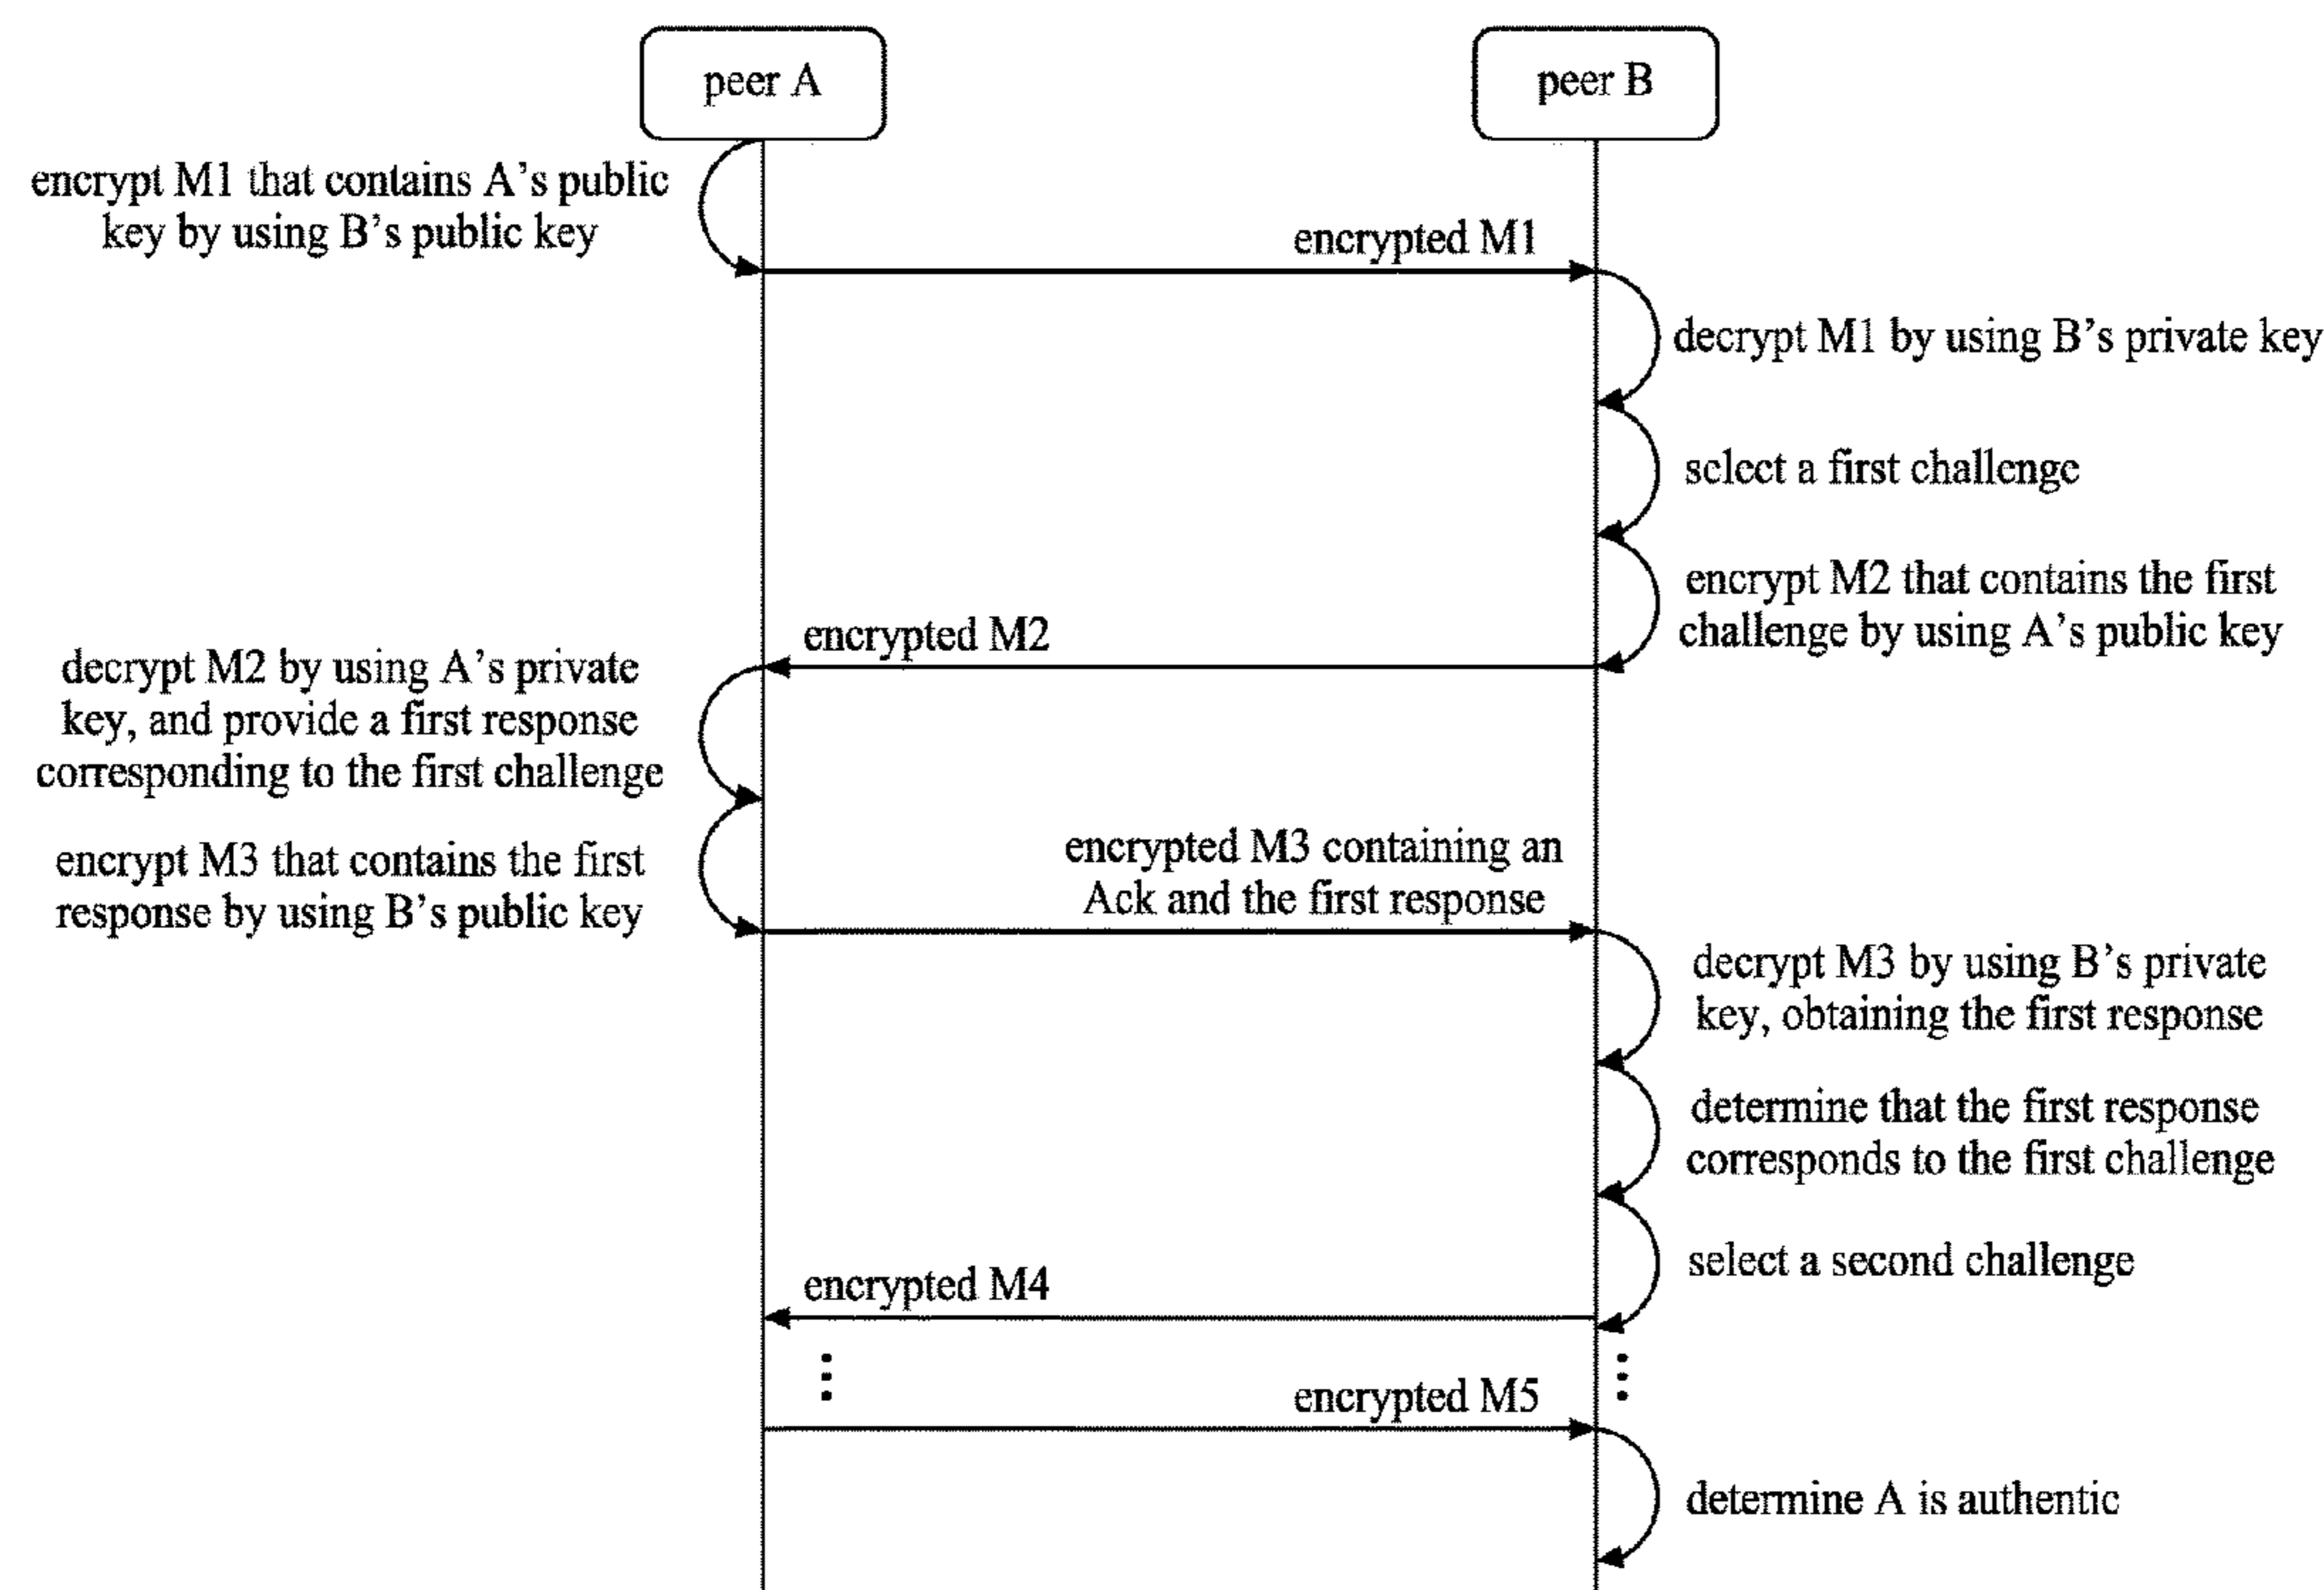 peer A
peer B
encrypt M1 that contains A's public
key by using B's public key
encrypted M1
decrypt M1 by using B's private key
select a first challenge
encrypt M2 that contains the first
challenge by using A's public key
encrypted M2
decrypt M2 by using A's private
key, and provide a first response
corresponding to the first challenge
encrypt M3 that contains the first
response by using B's public key
encrypted M3 containing an
Ack and the first response
decrypt M3 by using B's private
key, obtaining the first response
determine that the first response
corresponds to the first challenge
select a second challenge
encrypted M4
encrypted M5
determine A is authentic